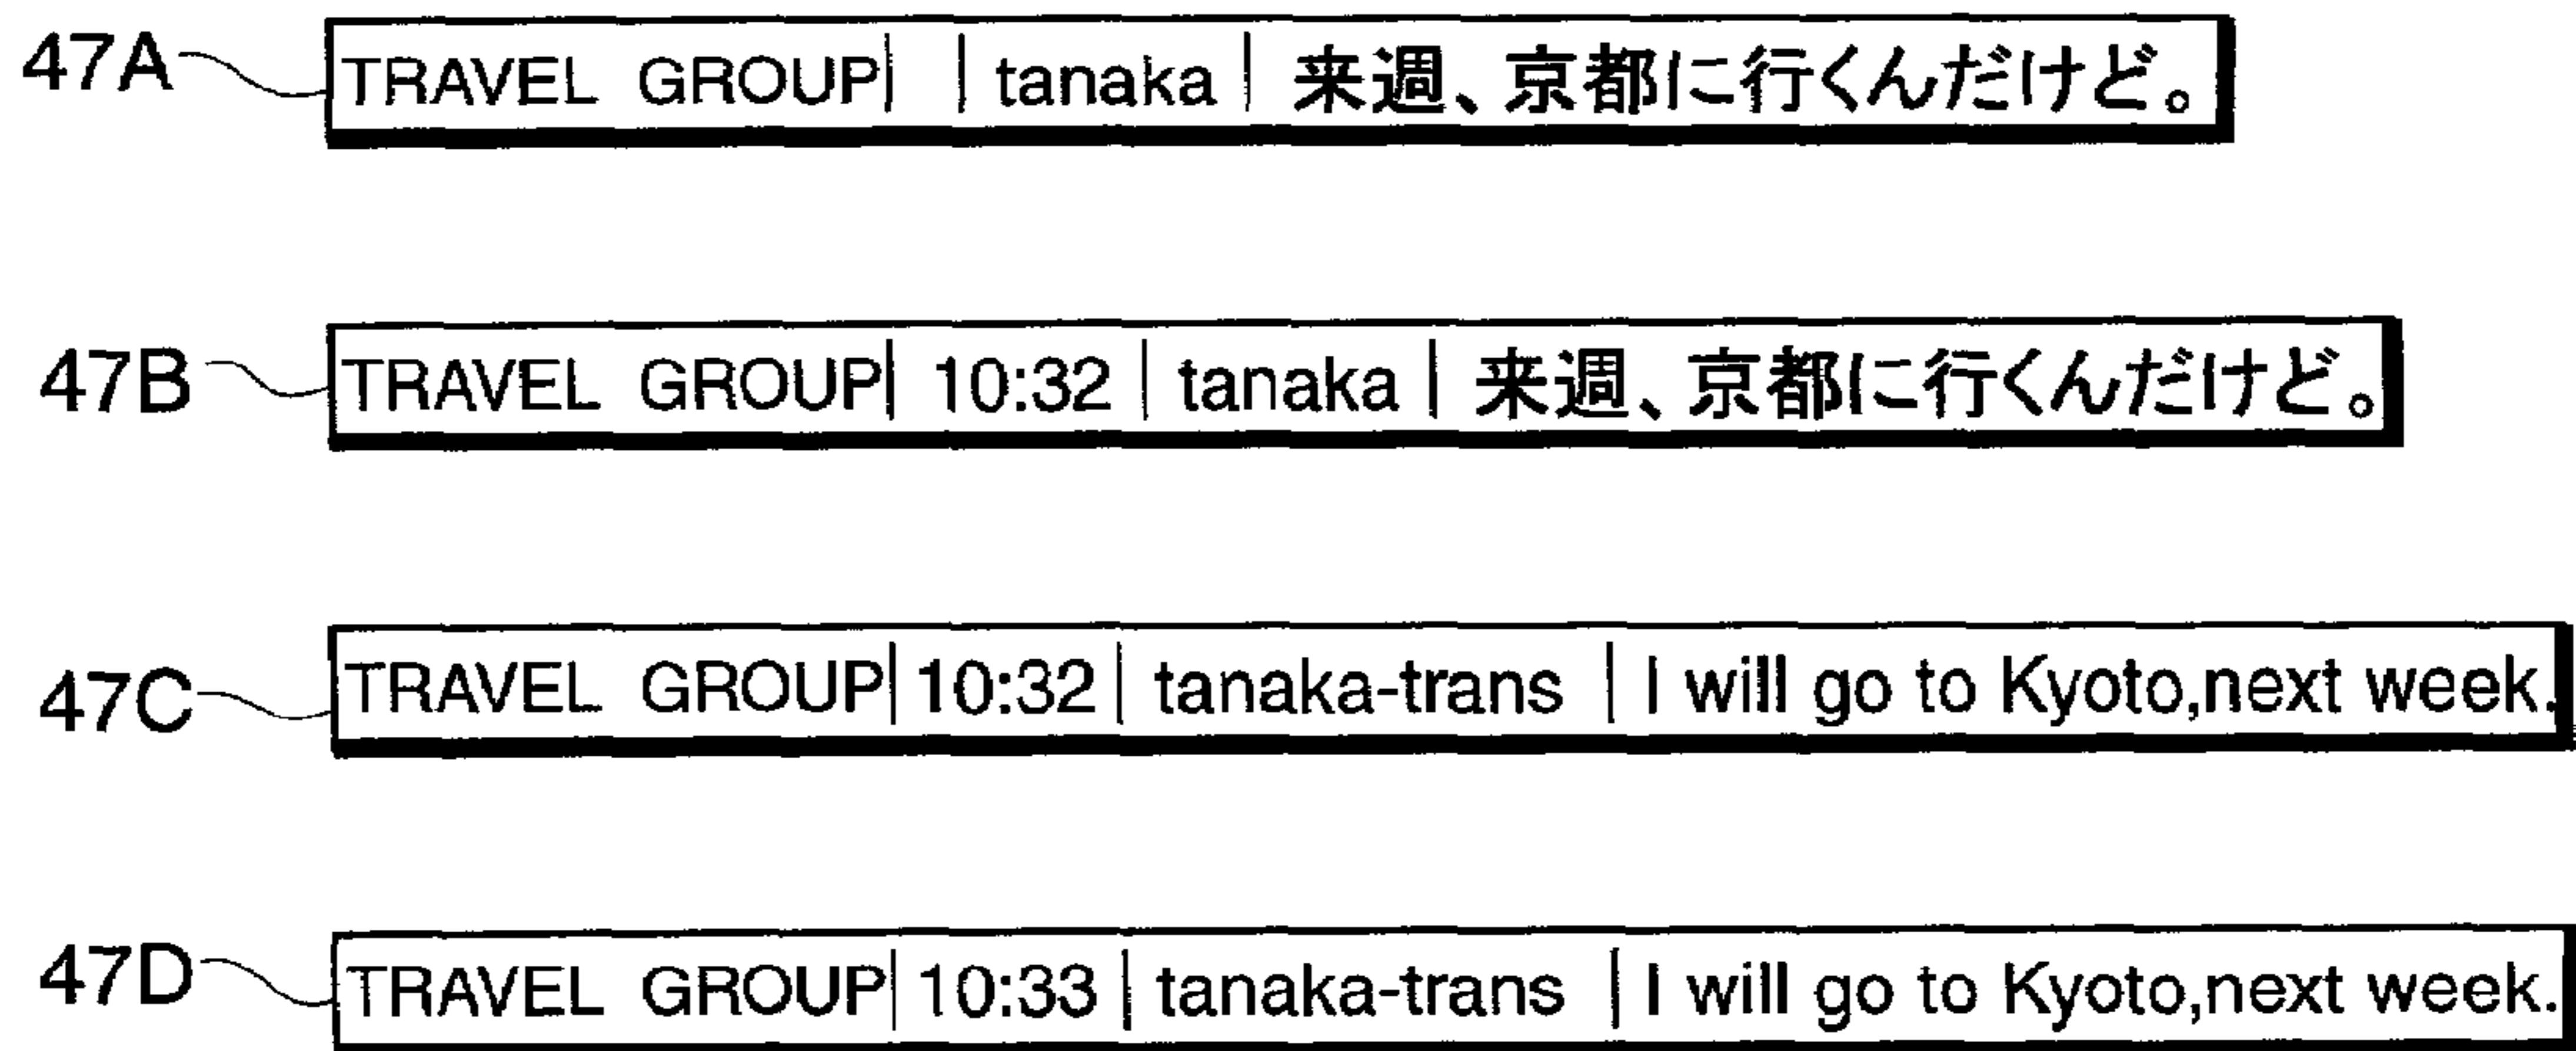 47A TRAVEL GROUP| | tanaka | 来週、京都に行くんだけど。
47B TRAVEL GROUP| 10:32 | tanaka | 来週、京都に行くんだけど。
47C TRAVEL GROUP| 10:32 | tanaka-trans | I will go to Kyoto,next week.
47D TRAVEL GROUP| 10:33 | tanaka-trans | I will go to Kyoto,next week.